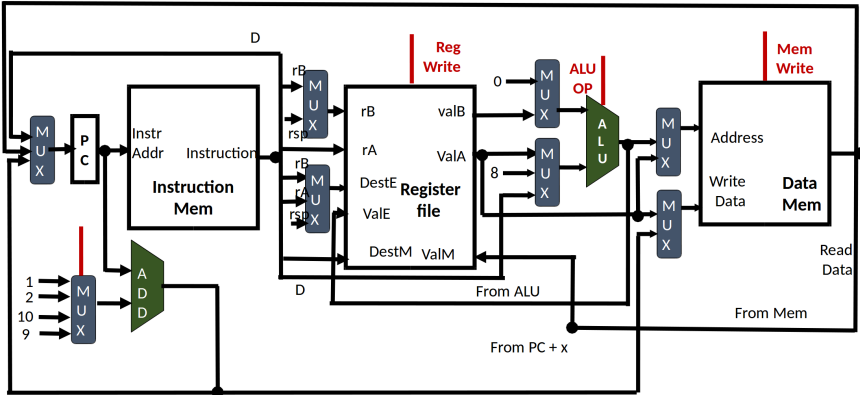 D
Reg
Write
ALU
OP
Mem
Write
rB
0
M
U
X
M
U
X
A
L
U
rB
valB
M
U
X
P
C
Instr
Addr
Instruction
Instruction
Mem
rsp
rA
ValA
M
U
X
8
M
U
X
Address
Write
Data
Data
Mem
rB
rA
rsp
M
U
X
DestE
ValE
Register
file
DestM
ValM
M
U
X
Read
Data
1
2
10
9
M
U
X
A
D
D
D
From ALU
From Mem
From PC + x